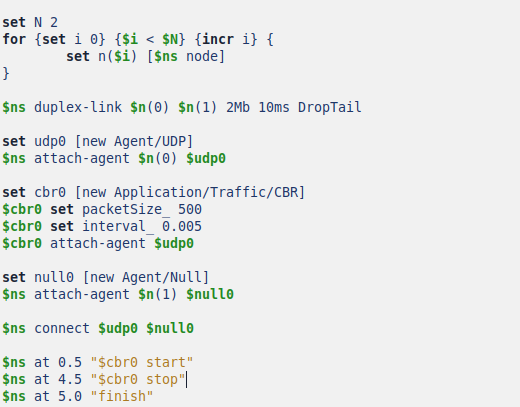 set N 2
for {set i 0} {$i < $N} {incr i} {
        set n($i) [$ns node]
}

$ns duplex-link $n(0) $n(1) 2Mb 10ms DropTail

set udp0 [new Agent/UDP]
$ns attach-agent $n(0) $udp0

set cbr0 [new Application/Traffic/CBR]
$cbr0 set packetSize_ 500
$cbr0 set interval_ 0.005
$cbr0 attach-agent $udp0

set null0 [new Agent/Null]
$ns attach-agent $n(1) $null0

$ns connect $udp0 $null0

$ns at 0.5 "$cbr0 start"
$ns at 4.5 "$cbr0 stop"
$ns at 5.0 "finish"